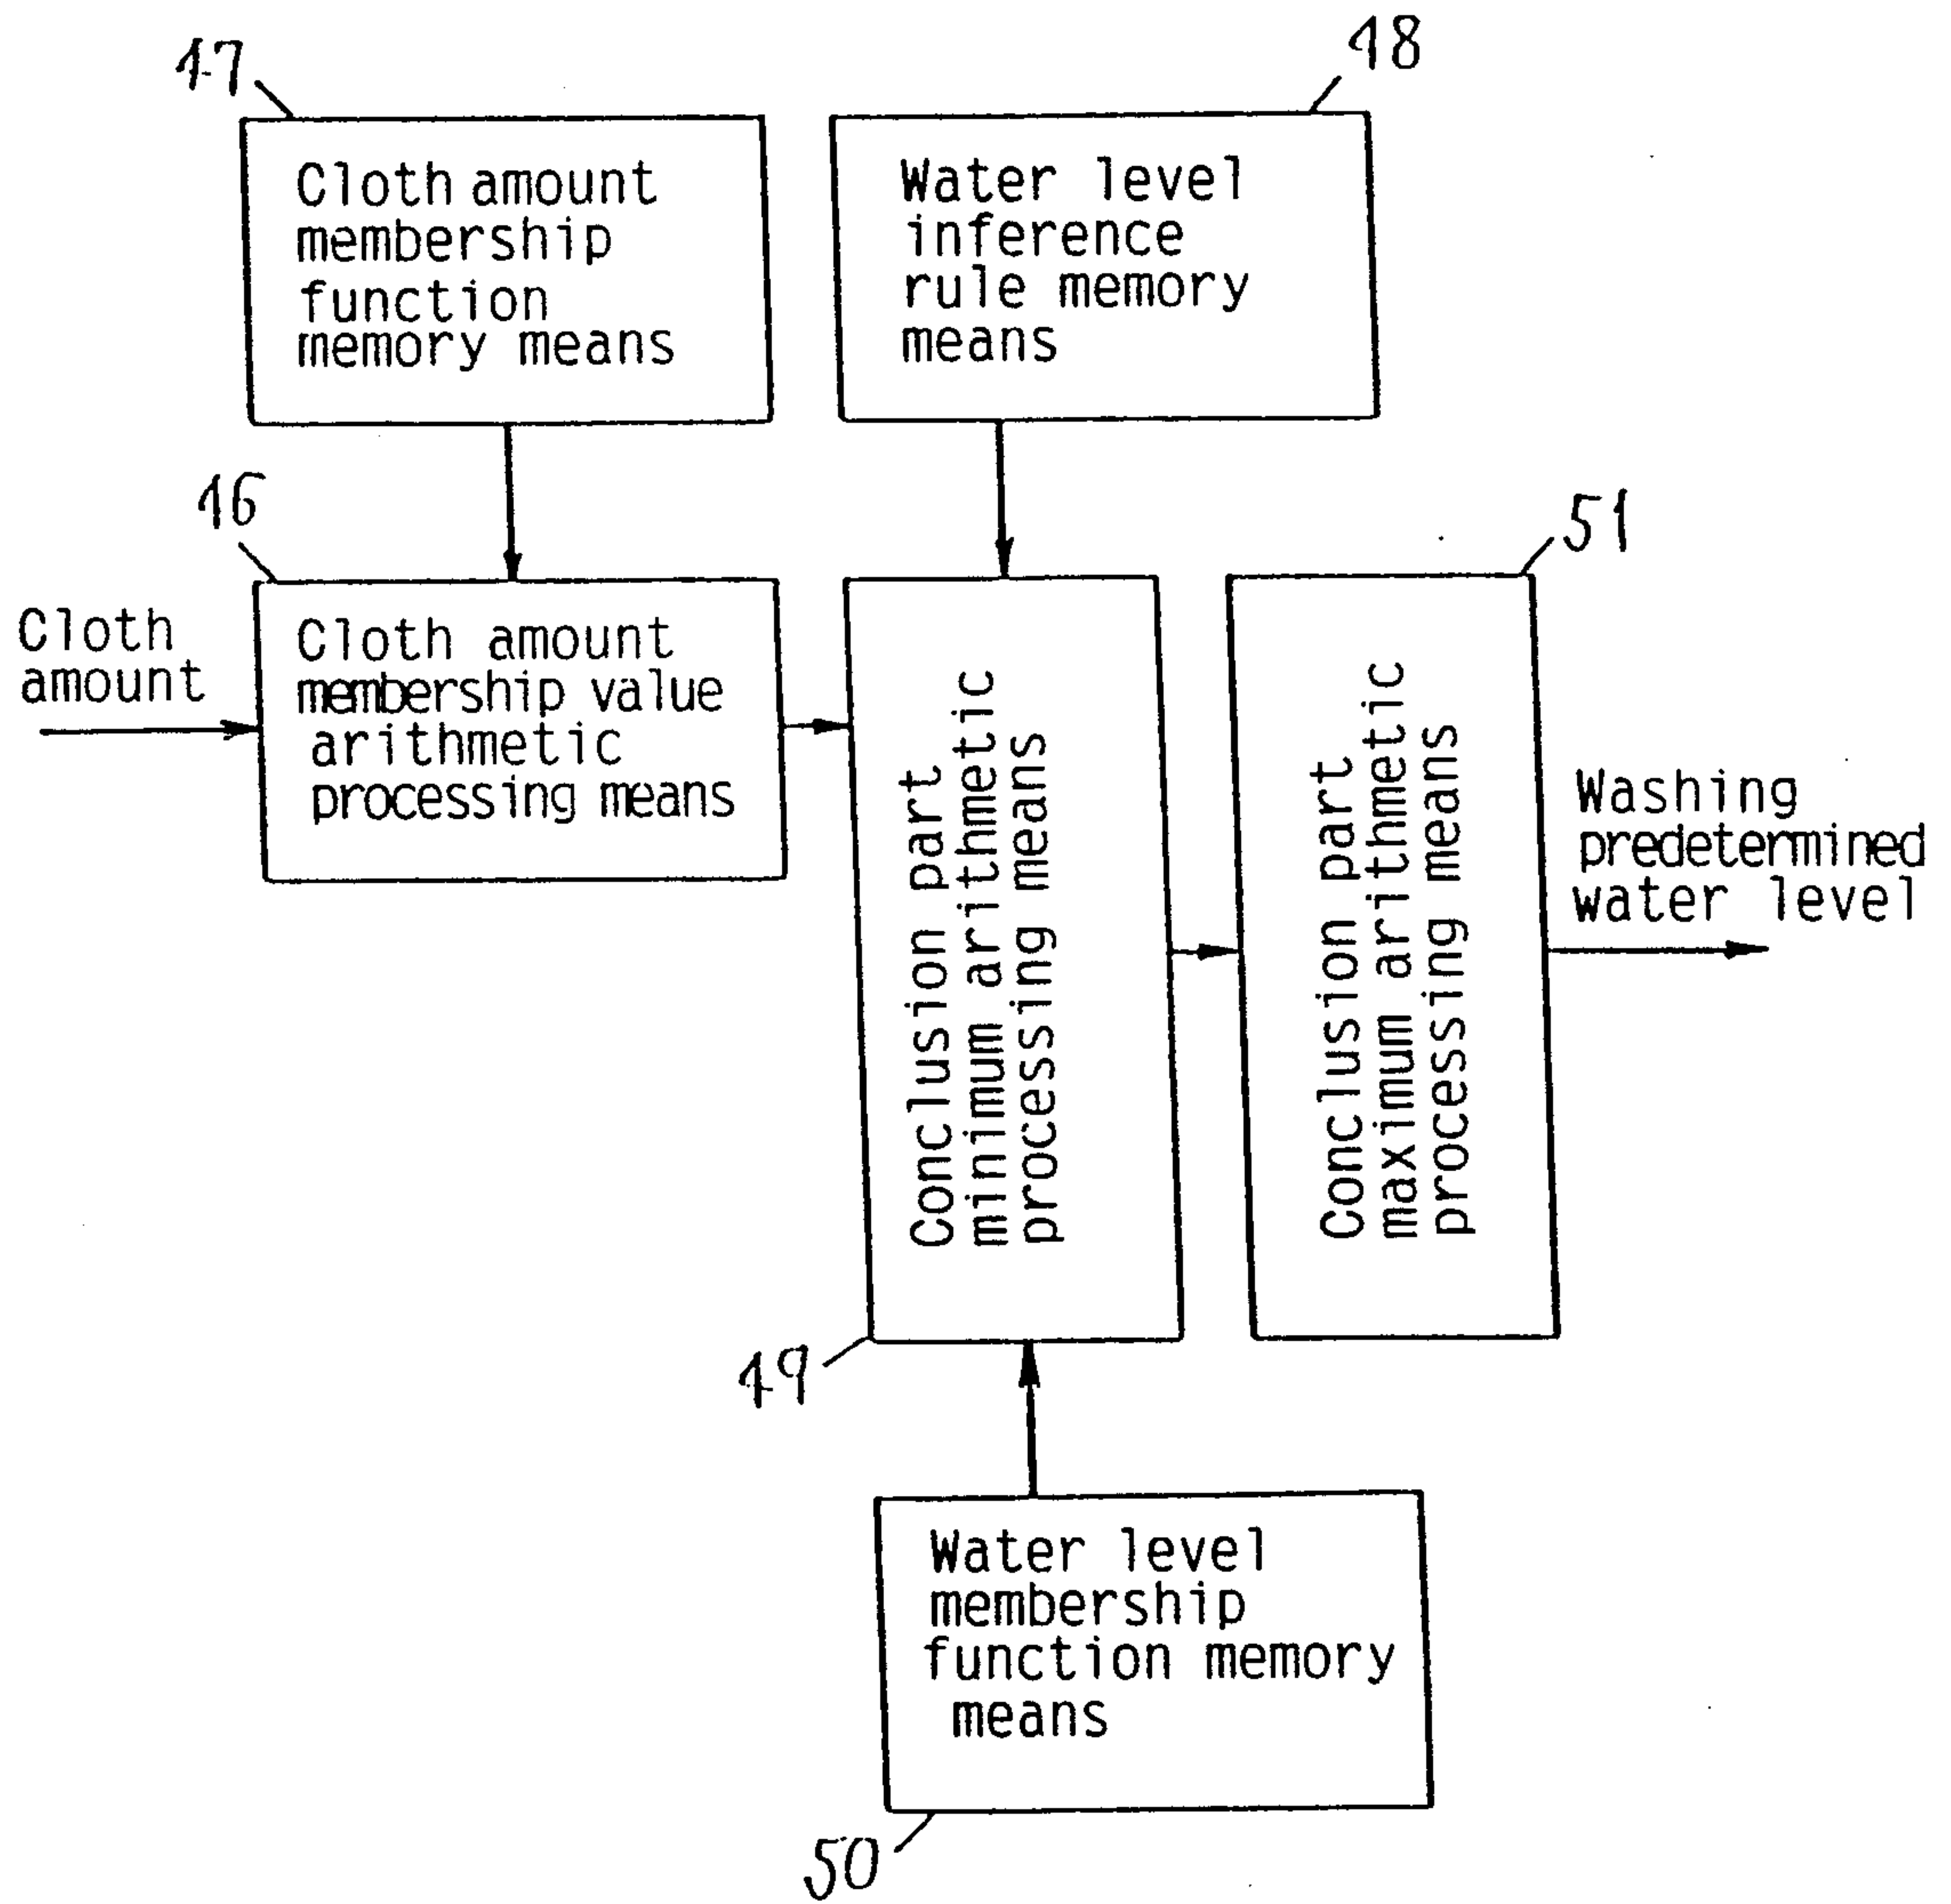 47
48
Cloth amount
membership
function
memory means
Water level
inference
rule memory
means
46
51
Cloth
amount
Cloth amount
membership value
arithmetic
processing means
Conclusion part
minimum arithmetic
processing means
Conclusion part
maximum arithmetic
processing means
Washing
predetermined
water level
49
Water level
membership
function memory
means
50